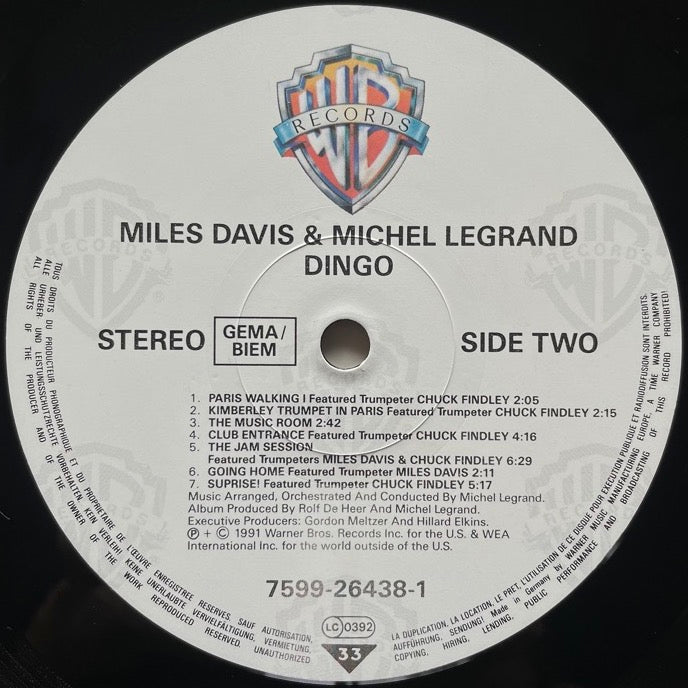 WB
RECORDS
MILES DAVIS & MICHEL LEGRAND
DINGO
STEREO
GEMA/
BIEM
SIDE TWO
1. PARIS WALKING I Featured Trumpeter CHUCK FINDLEY 2:05
2. KIMBERLEY TRUMPET IN PARIS Featured Trumpeter CHUCK FINDLEY 2:15
3. THE MUSIC ROOM 2:42
4. CLUB ENTRANCE Featured Trumpeter CHUCK FINDLEY 4:16
5. THE JAM SESSION
Featured Trumpeters MILES DAVIS & CHUCK FINDLEY 6:29
6. GOING HOME Featured Trumpeter MILES DAVIS 2:11
7. SUPRISE! Featured Trumpeter CHUCK FINDLEY 5:17
Music Arranged, Orchestrated And Conducted By Michel Legrand.
Album Produced By Rolf De Heer And Michel Legrand.
Executive Producers: Gordon Meltzer And Hillard Elkins.
Ⓟ + © 1991 Warner Bros. Records Inc. for the U.S. & WEA
International Inc. for the world outside of the U.S.
7599-26438-1
LC 0392
33
TOUS DROITS DU PRODUCTEUR PHONOGRAPHIQUE ET DU PROPRIETAIRE DE L'ŒUVRE ENREGISTREE RESERVES. SAUF AUTORISATION,
ALLE URHEBER UND LEISTUNGSSCHUTZRECHTE VORBEHALTEN KEIN VERLEIH! KEINE UNERLAUBTE VERVIELFÄLTIGUNG, VERMIETUNG,
ALL RIGHTS OF THE PRODUCER AND OF THE OWNER OF THE WORK REPRODUCED RESERVED. UNAUTHORIZED
LA DUPLICATION, LA LOCATION, LE PRET, L'UTILISATION DE CE DISQUE POUR EXECUTION PUBLIQUE ET RADIODIFFUSION SONT INTERDITS.
AUFFÜHRUNG, SENDUNG! Made in Germany by WARNER MUSIC MANUFACTURING EUROPE, A TIME WARNER COMPANY
COPYING, HIRING, LENDING, PUBLIC PERFORMANCE AND BROADCASTING OF THIS RECORD PROHIBITED!